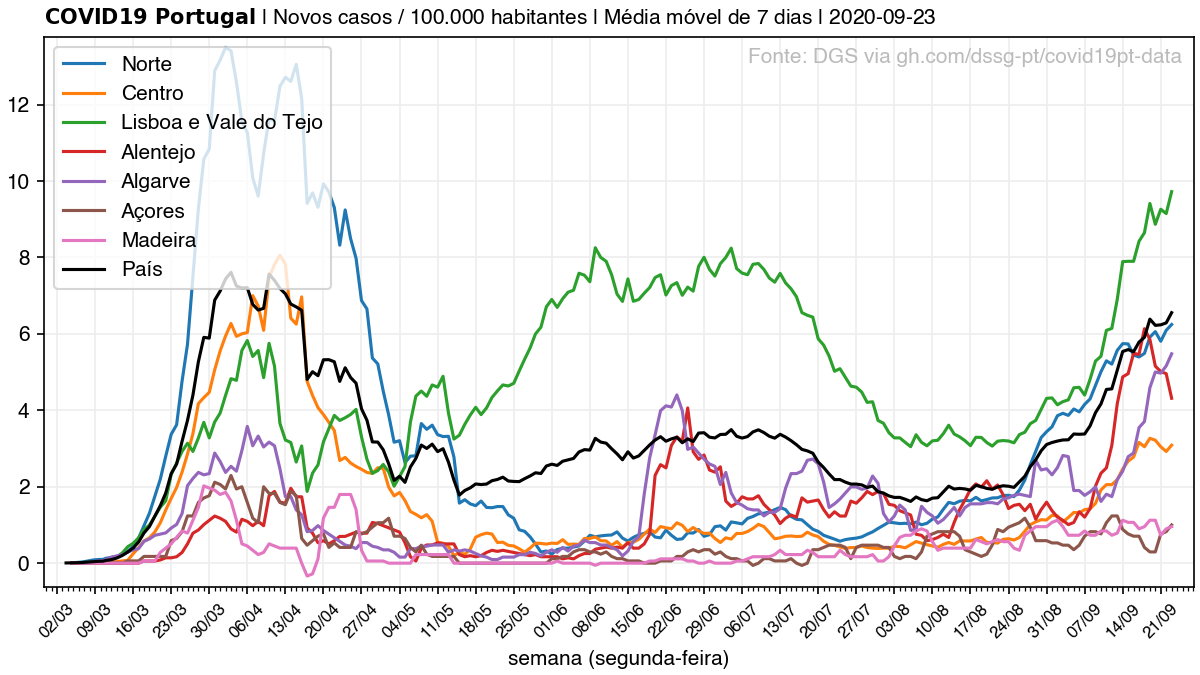 COVID19 Portugal | Novos casos / 100.000 habitantes | Média móvel de 7 dias | 2020-09-23
Fonte: DGS via gh.com/dssg-pt/covid19pt-data
Norte
Centro
Lisboa e Vale do Tejo
Alentejo
Algarve
Açores
Madeira
País
12
10
8
6
4
2
0
02/03 09/03 16/03 23/03 30/03 06/04 13/04 20/04 27/04 04/05 11/05 18/05 25/05 01/06 08/06 15/06 22/06 29/06 06/07 13/07 20/07 27/07 03/08 10/08 17/08 24/08 31/08 07/09 14/09 21/09
semana (segunda-feira)